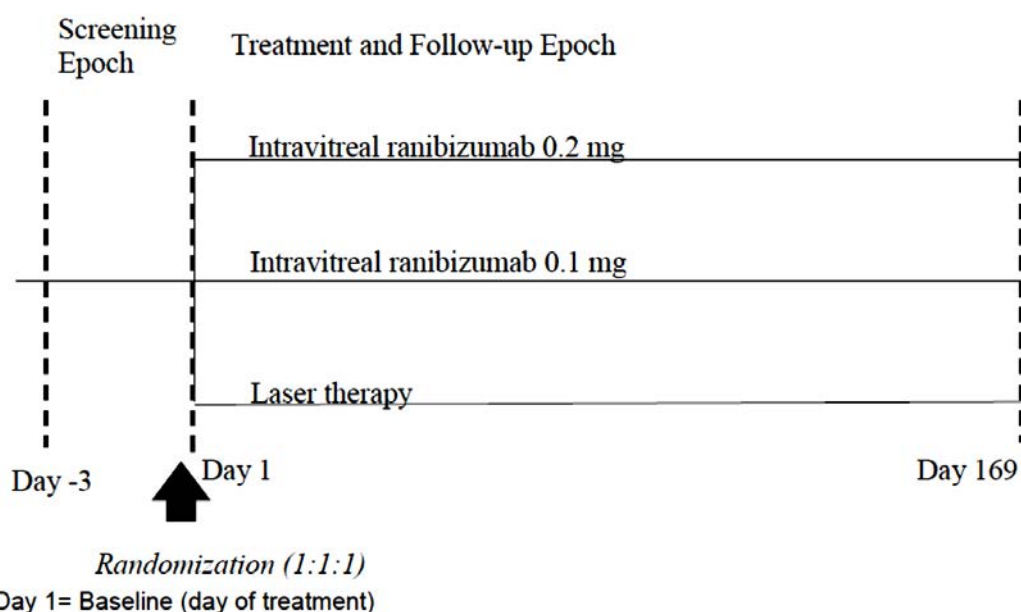 Screening
Epoch
Treatment and Follow-up Epoch
Intravitreal ranibizumab 0.2 mg
Intravitreal ranibizumab 0.1 mg
Laser therapy
Day -3
Day 1
Day 169
Randomization (1:1:1)
Day 1= Baseline (day of treatment)